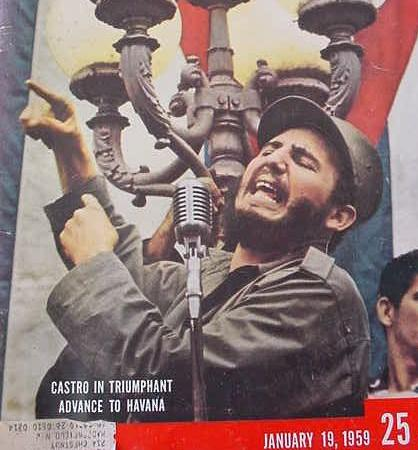 CASTRO IN TRIUMPHANT
ADVANCE TO HAVANA
JANUARY 19, 1959 25